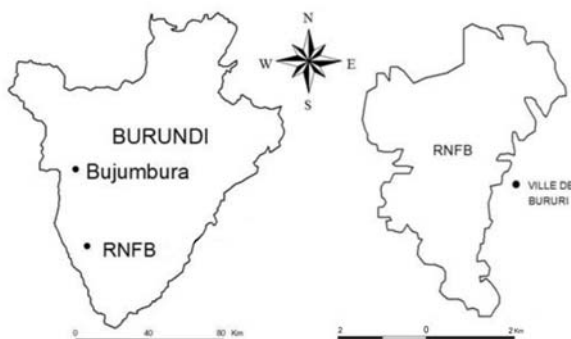 N
W E
S
BURUNDI
Bujumbura
RNFB
0 40 80 Km
RNFB
VILLE DE
BURURI
2 0 2 Km